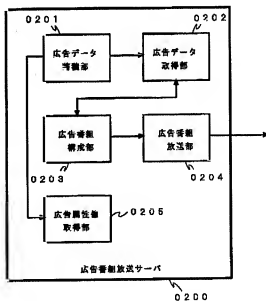 0201
0202
広告データ
蓄積部
広告データ
取得部
広告番組
構成部
広告番組
放送部
0203
0204
広告属性値
取得部
0205
広告番組放送サーバ
0200